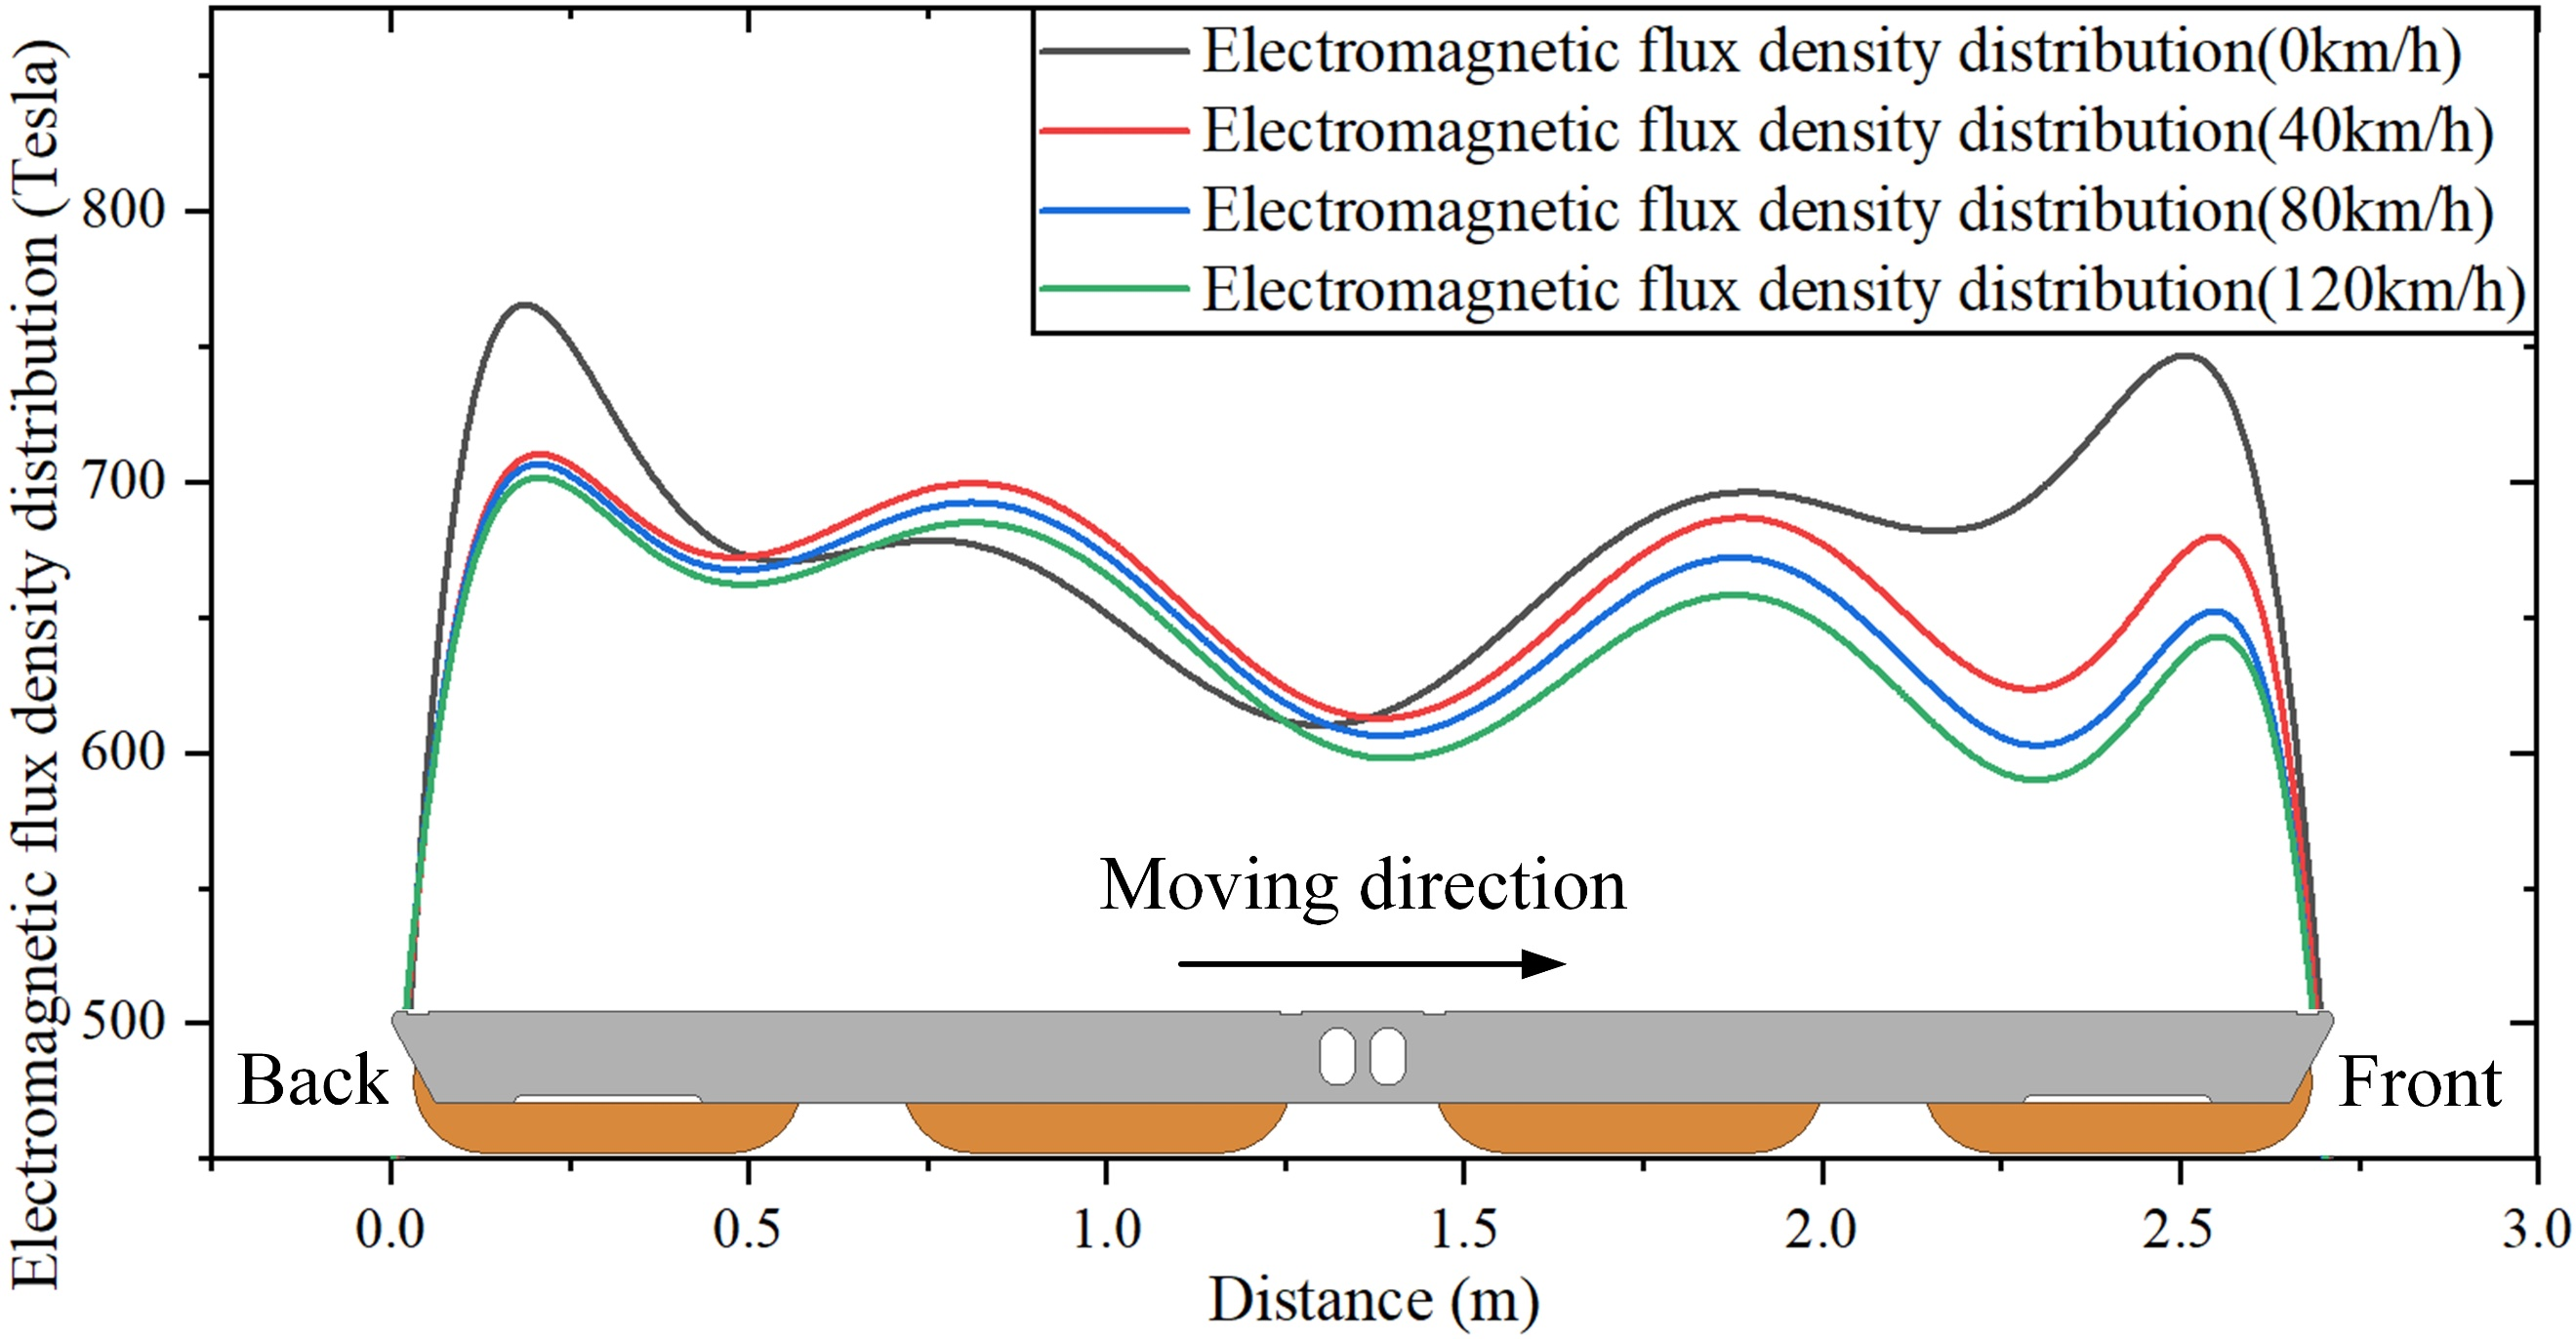 Electromagnetic flux density distribution (Tesla)
Electromagnetic flux density distribution(0km/h)
Electromagnetic flux density distribution(40km/h)
Electromagnetic flux density distribution(80km/h)
Electromagnetic flux density distribution(120km/h)
800
700
600
500
Moving direction
Back
Front
0.0 0.5 1.0 1.5 2.0 2.5 3.0
Distance (m)